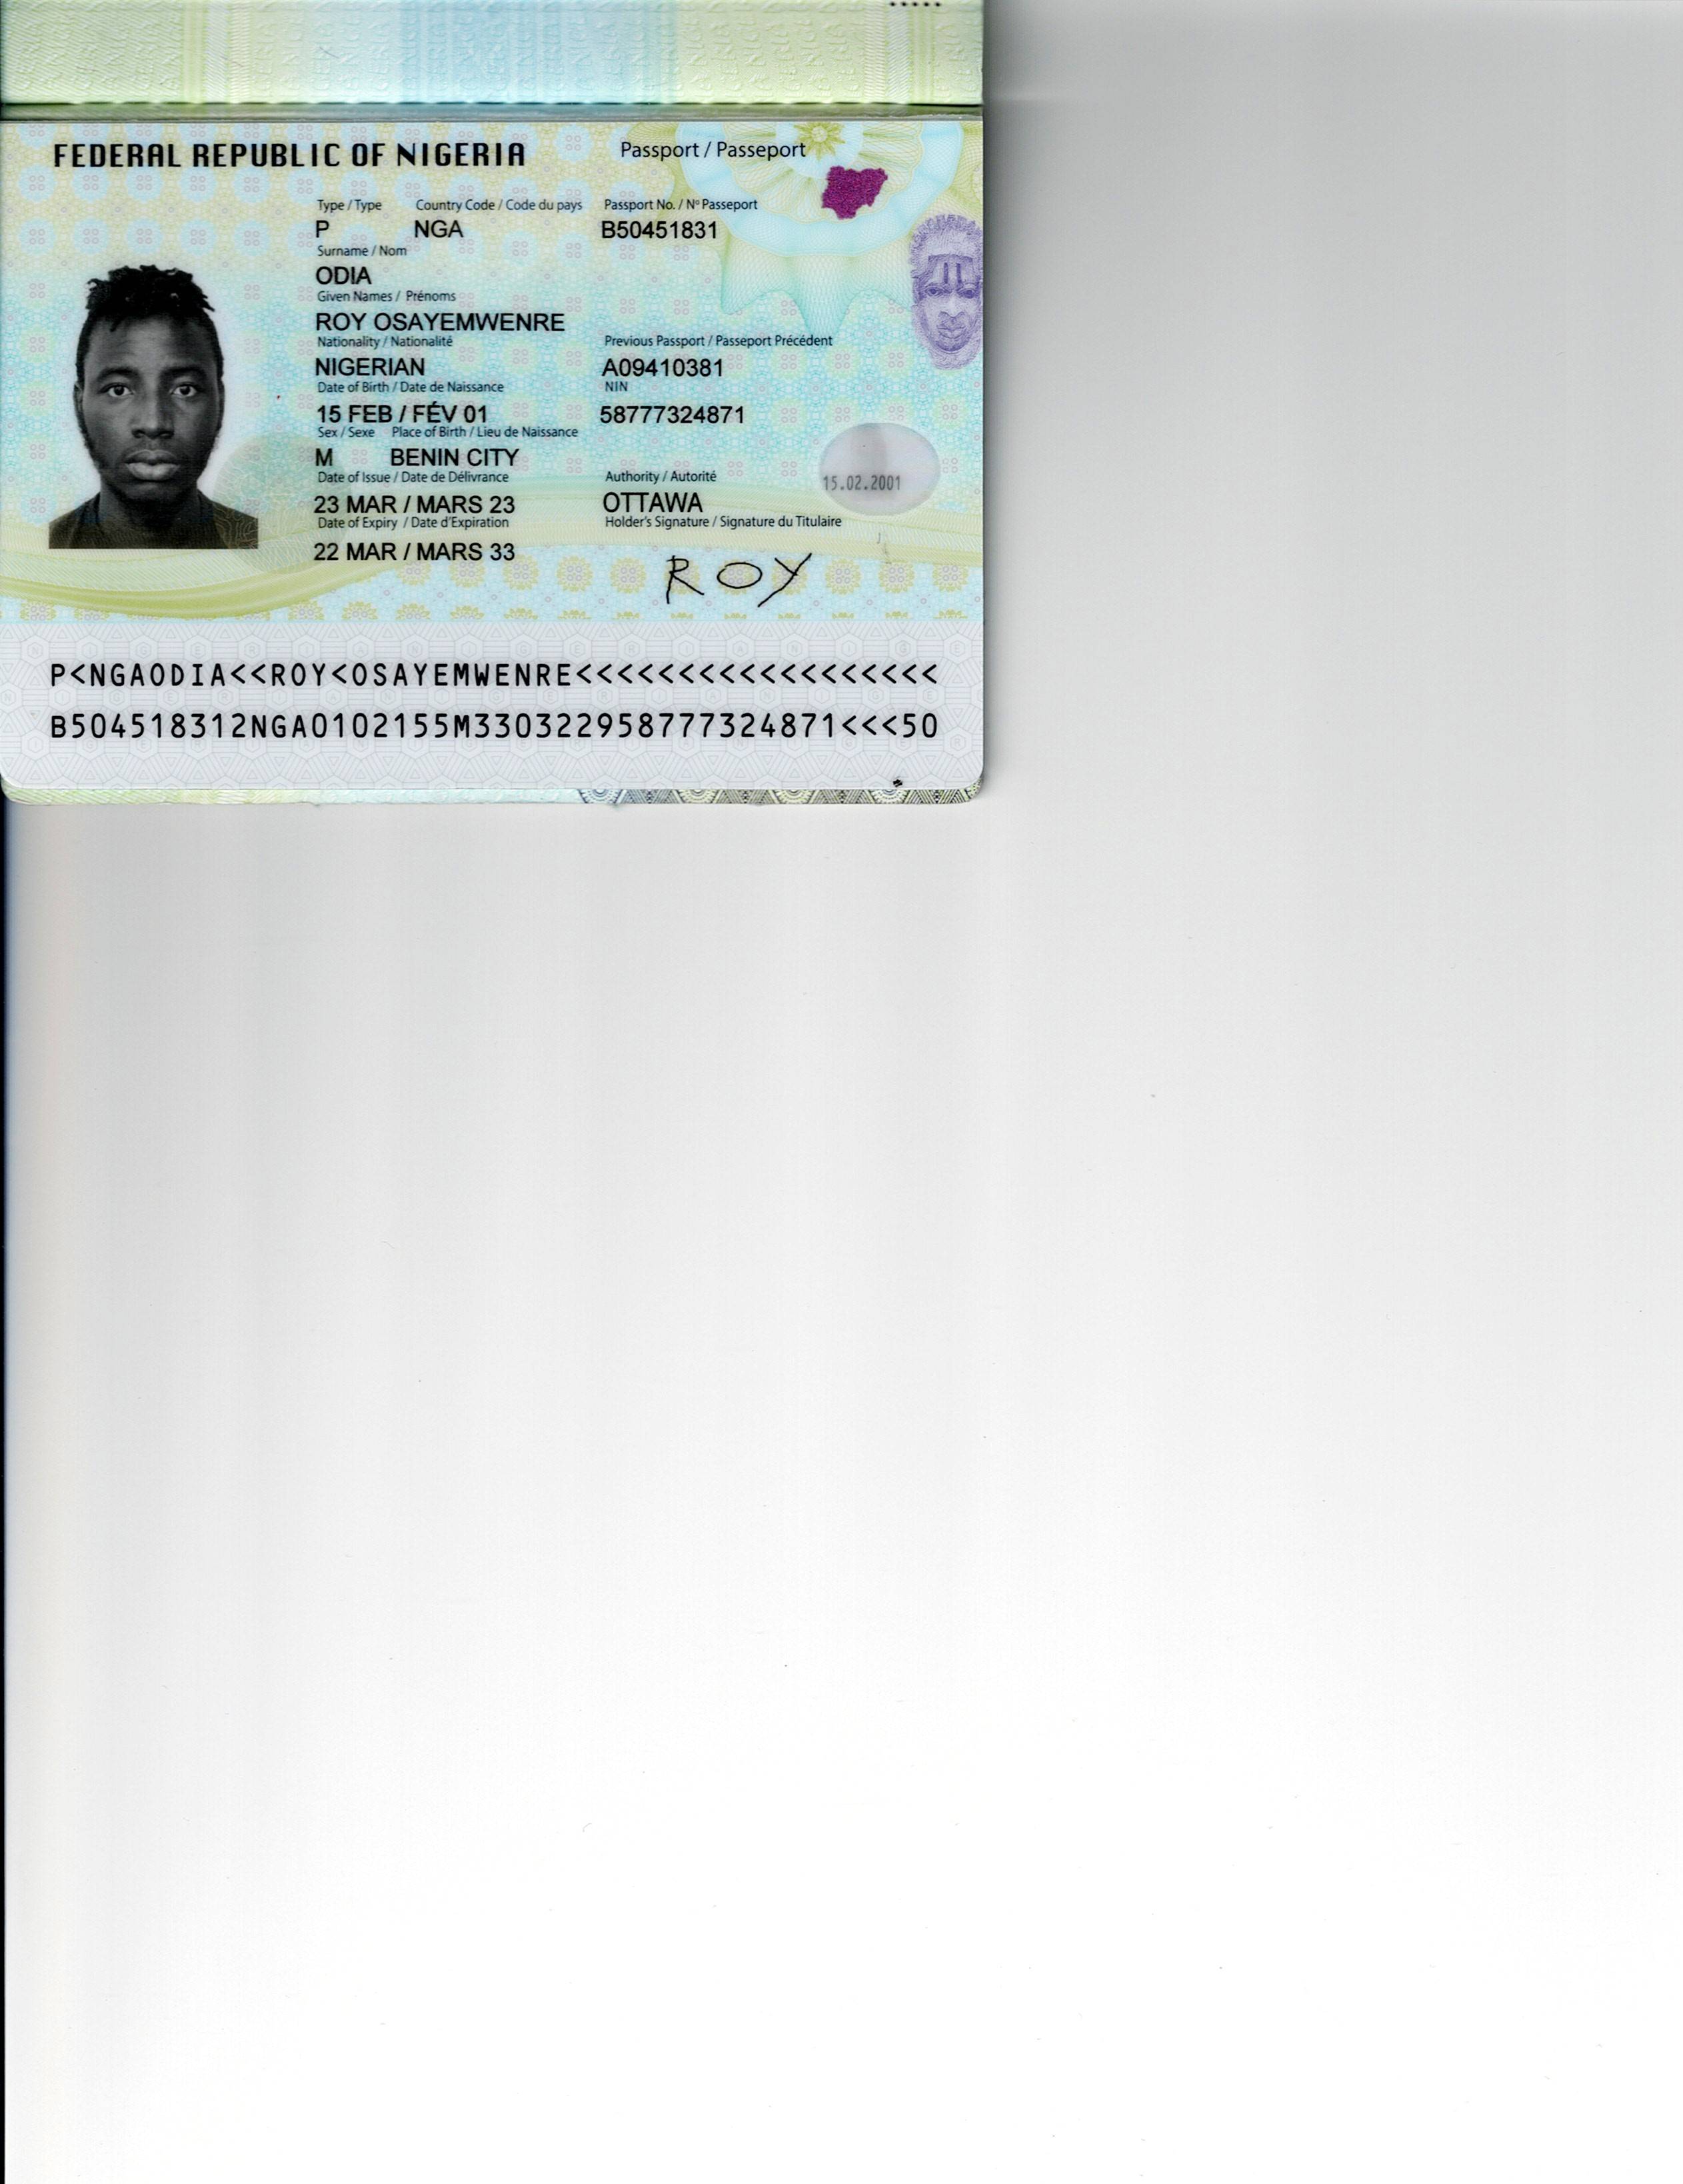 FEDERAL REPUBLIC OF NIGERIA Passport / Passeport
Type / Type Country Code / Code du pays Passport No. / Nº Passeport
P NGA B50451831
Surname / Nom
ODIA
Given Names / Prénoms
ROY OSAYEMWENRE
Nationality / Nationalité Previous Passport / Passeport Précédent
NIGERIAN A09410381
Date of Birth / Date de Naissance NIN
15 FEB / FÉV 01 58777324871
Sex / Sexe Place of Birth / Lieu de Naissance
M BENIN CITY
Date of Issue / Date de Délivrance Authority / Autorité
15.02.2001
23 MAR / MARS 23 OTTAWA
Date of Expiry / Date d'Expiration Holder's Signature / Signature du Titulaire
22 MAR / MARS 33 ROY
P<NGAODIA<<ROY<OSAYEMWENRE<<<<<<<<<<<<<<<<<<
B504518312NGA0102155M330322958777324871<<<50